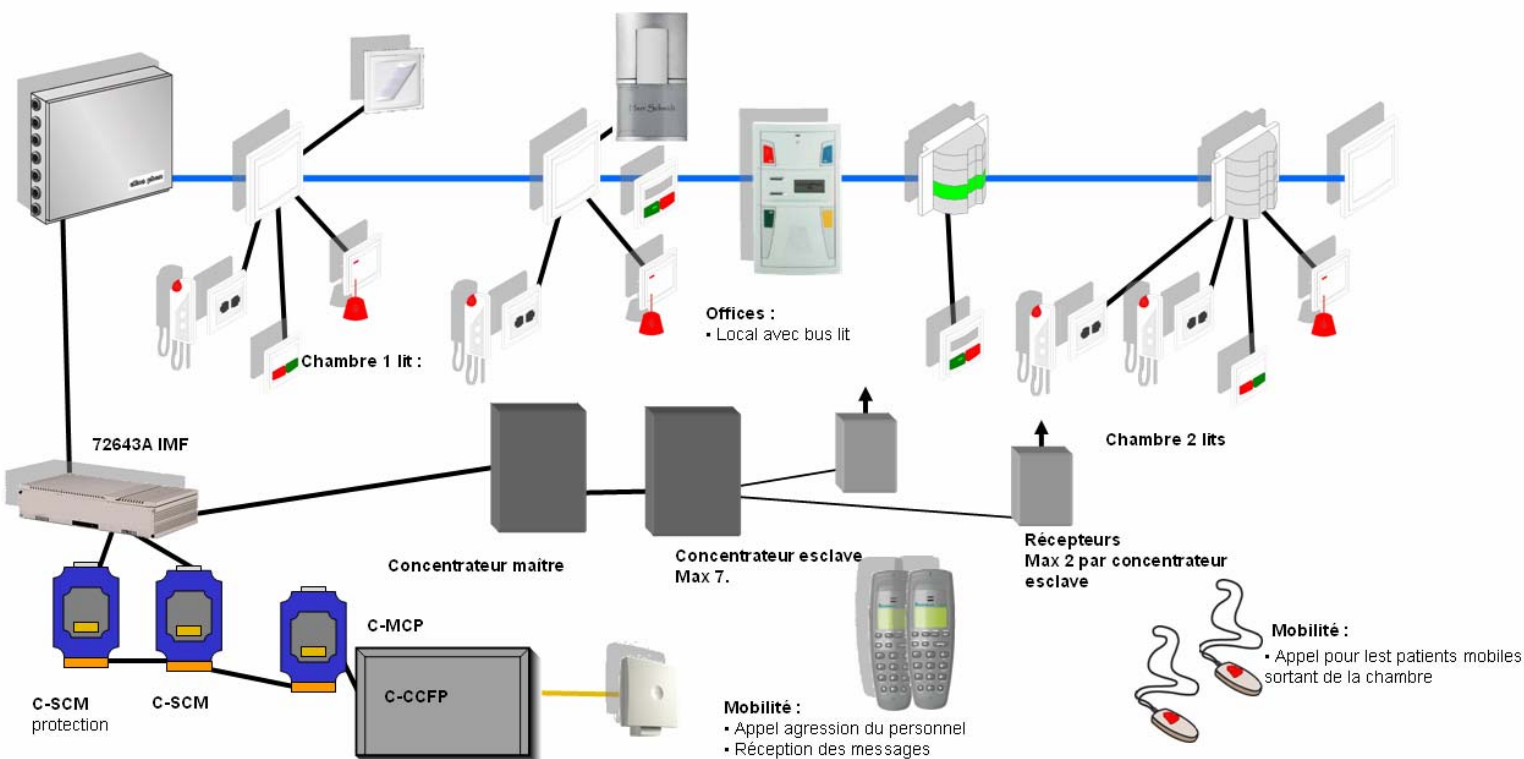 Herr Schmidt
Offices :
▪ Local avec bus lit
Chambre 1 lit :
72643A IMF
Chambre 2 lits
Concentrateur maître
Concentrateur esclave
Max 7.
Récepteurs
Max 2 par concentrateur
esclave
C-MCP
C-CCFP
C-SCM
protection
C-SCM
Mobilité :
▪ Appel agression du personnel
▪ Réception des messages
Mobilité :
▪ Appel pour lest patients mobiles
sortant de la chambre